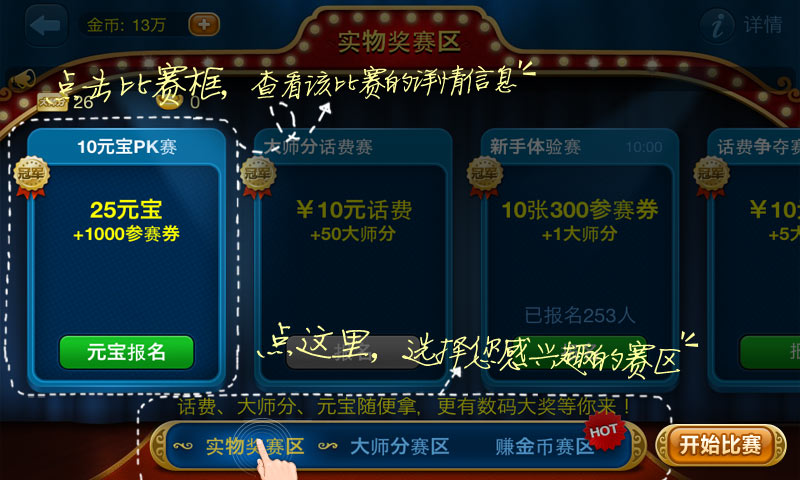 金币: 13万
实物奖赛区
详情
点击比赛框，查看该比赛的详情信息
大师分 26
0
10元宝PK赛
大师分话费赛
新手体验赛 10:00
话费争夺赛
冠军
冠军
冠军
冠军
25元宝
+1000参赛券
￥10元话费
+50大师分
10张300参赛券
+1大师分
￥10
+5
已报名253人
元宝报名
报名
点这里，选择您感兴趣的赛区
话费、大师分、元宝随便拿，更有数码大奖等你来！
实物奖赛区
大师分赛区
赚金币赛区
HOT
开始比赛